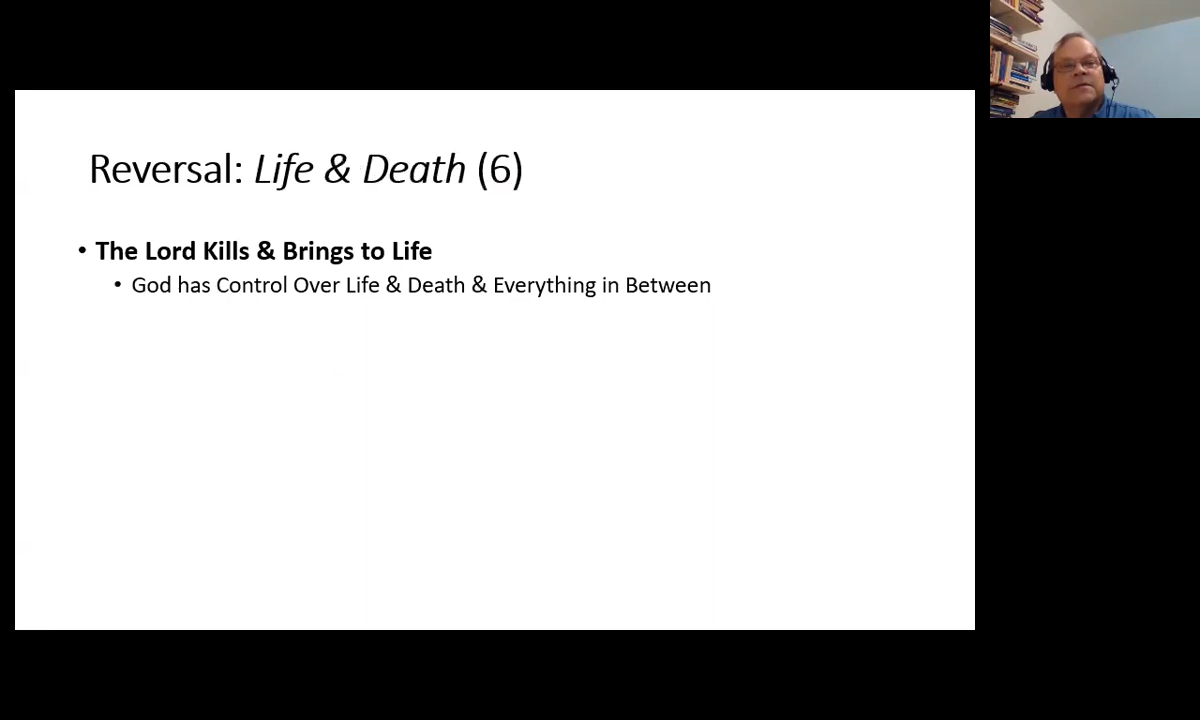 Reversal: Life & Death (6)
• The Lord Kills & Brings to Life
• God has Control Over Life & Death & Everything in Between